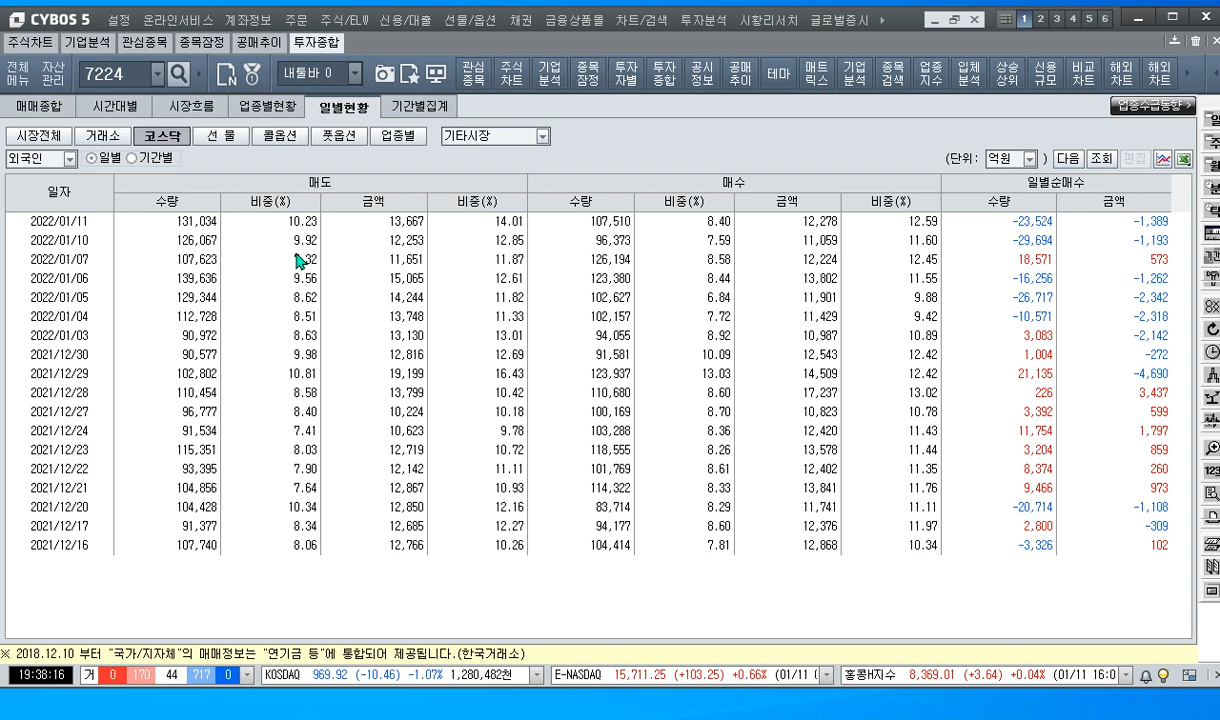 CYBOS 5 설정 온라인서비스 계좌정보 주문 주식/ELW 신용/대출 선물/옵션 채권 금융상품몰 차트/검색 투자분석 시황리서치 글로벌증시 1 2 3 4 5 6
주식차트 기업분석 관심종목 종목잠정 공매추이 투자종합
전체메뉴 자산관리 7224 내툴바 0 관심종목 주식차트 기업분석 종목잠정 투자자별 투자종합 공시정보 공매추이 테마 매트릭스 기업분석 종목검색 업종지수 입체분석 상승상위 신용규모 비교차트 해외차트 해외차트
매매종합 시간대별 시장흐름 업종별현황 일별현황 기간별집계 업종수급동향
시장전체 거래소 코스닥 선 물 콜옵션 풋옵션 업종별 기타시장
외국인 일별 기간별 (단위: 억원 ) 다음 조회 편집
일자 매도 매수 일별순매수
수량 비중(%) 금액 비중(%) 수량 비중(%) 금액 비중(%) 수량 금액
2022/01/11 131,034 10.23 13,667 14.01 107,510 8.40 12,278 12.59 -23,524 -1,389
2022/01/10 126,067 9.92 12,253 12.85 96,373 7.59 11,059 11.60 -29,694 -1,193
2022/01/07 107,623 32 11,651 11.87 126,194 8.58 12,224 12.45 18,571 573
2022/01/06 139,636 9.56 15,065 12.61 123,380 8.44 13,802 11.55 -16,256 -1,262
2022/01/05 129,344 8.62 14,244 11.82 102,627 6.84 11,901 9.88 -26,717 -2,342
2022/01/04 112,728 8.51 13,748 11.33 102,157 7.72 11,429 9.42 -10,571 -2,318
2022/01/03 90,972 8.63 13,130 13.01 94,055 8.92 10,987 10.89 3,083 -2,142
2021/12/30 90,577 9.98 12,816 12.69 91,581 10.09 12,543 12.42 1,004 -272
2021/12/29 102,802 10.81 19,199 16.43 123,937 13.03 14,509 12.42 21,135 -4,690
2021/12/28 110,454 8.58 13,799 10.42 110,680 8.60 17,237 13.02 226 3,437
2021/12/27 96,777 8.40 10,224 10.18 100,169 8.70 10,823 10.78 3,392 599
2021/12/24 91,534 7.41 10,623 9.78 103,288 8.36 12,420 11.43 11,754 1,797
2021/12/23 115,351 8.03 12,719 10.72 118,555 8.26 13,578 11.44 3,204 859
2021/12/22 93,395 7.90 12,142 11.11 101,769 8.61 12,402 11.35 8,374 260
2021/12/21 104,856 7.64 12,867 10.93 114,322 8.33 13,841 11.76 9,466 973
2021/12/20 104,428 10.34 12,850 12.16 83,714 8.29 11,741 11.11 -20,714 -1,108
2021/12/17 91,377 8.34 12,685 12.27 94,177 8.60 12,376 11.97 2,800 -309
2021/12/16 107,740 8.06 12,766 10.26 104,414 7.81 12,868 10.34 -3,326 102
※ 2018.12.10 부터 "국가/지자체"의 매매정보는 "연기금 등"에 통합되어 제공됩니다.(한국거래소)
19:38:16 거 0 170 44 717 0 KOSDAQ 969.92 (-10.46) -1.07% 1,280,482천 E-NASDAQ 15,711.25 (+103.25) +0.66% (01/11 ( 홍콩H지수 8,369.01 (+3.64) +0.04% (01/11 16:0